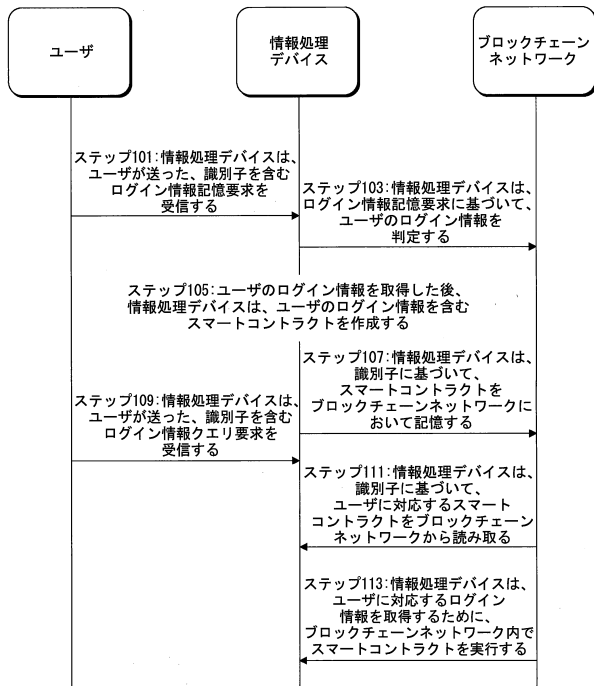 ユーザ
情報処理
デバイス
ブロックチェーン
ネットワーク
ステップ101:情報処理デバイスは、
ユーザが送った、識別子を含む
ログイン情報記憶要求を
受信する
ステップ103:情報処理デバイスは、
ログイン情報記憶要求に基づいて、
ユーザのログイン情報を
判定する
ステップ105:ユーザのログイン情報を取得した後、
情報処理デバイスは、ユーザのログイン情報を含む
スマートコントラクトを作成する
ステップ107:情報処理デバイスは、
識別子に基づいて、
スマートコントラクトを
ブロックチェーンネットワークに
おいて記憶する
ステップ109:情報処理デバイスは、
ユーザが送った、識別子を含む
ログイン情報クエリ要求を
受信する
ステップ111:情報処理デバイスは、
識別子に基づいて、
ユーザに対応するスマート
コントラクトをブロックチェーン
ネットワークから読み取る
ステップ113:情報処理デバイスは、
ユーザに対応するログイン
情報を取得するために、
ブロックチェーンネットワーク内で
スマートコントラクトを実行する